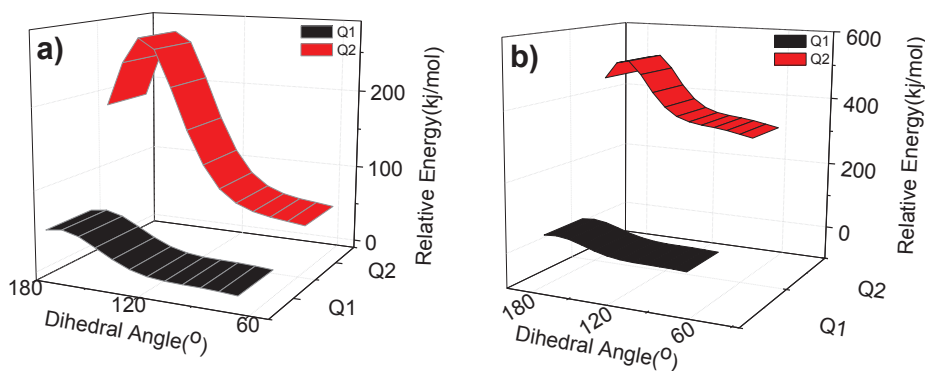 a)
Q1
Q2
200
100
0
Relative Energy(kj/mol)
Q2
Q1
180
120
60
Dihedral Angle(º)
b)
Q1
Q2
600
400
200
0
Relative Energy(kj/mol)
Q2
Q1
180
120
60
Dihedral Angle(º)